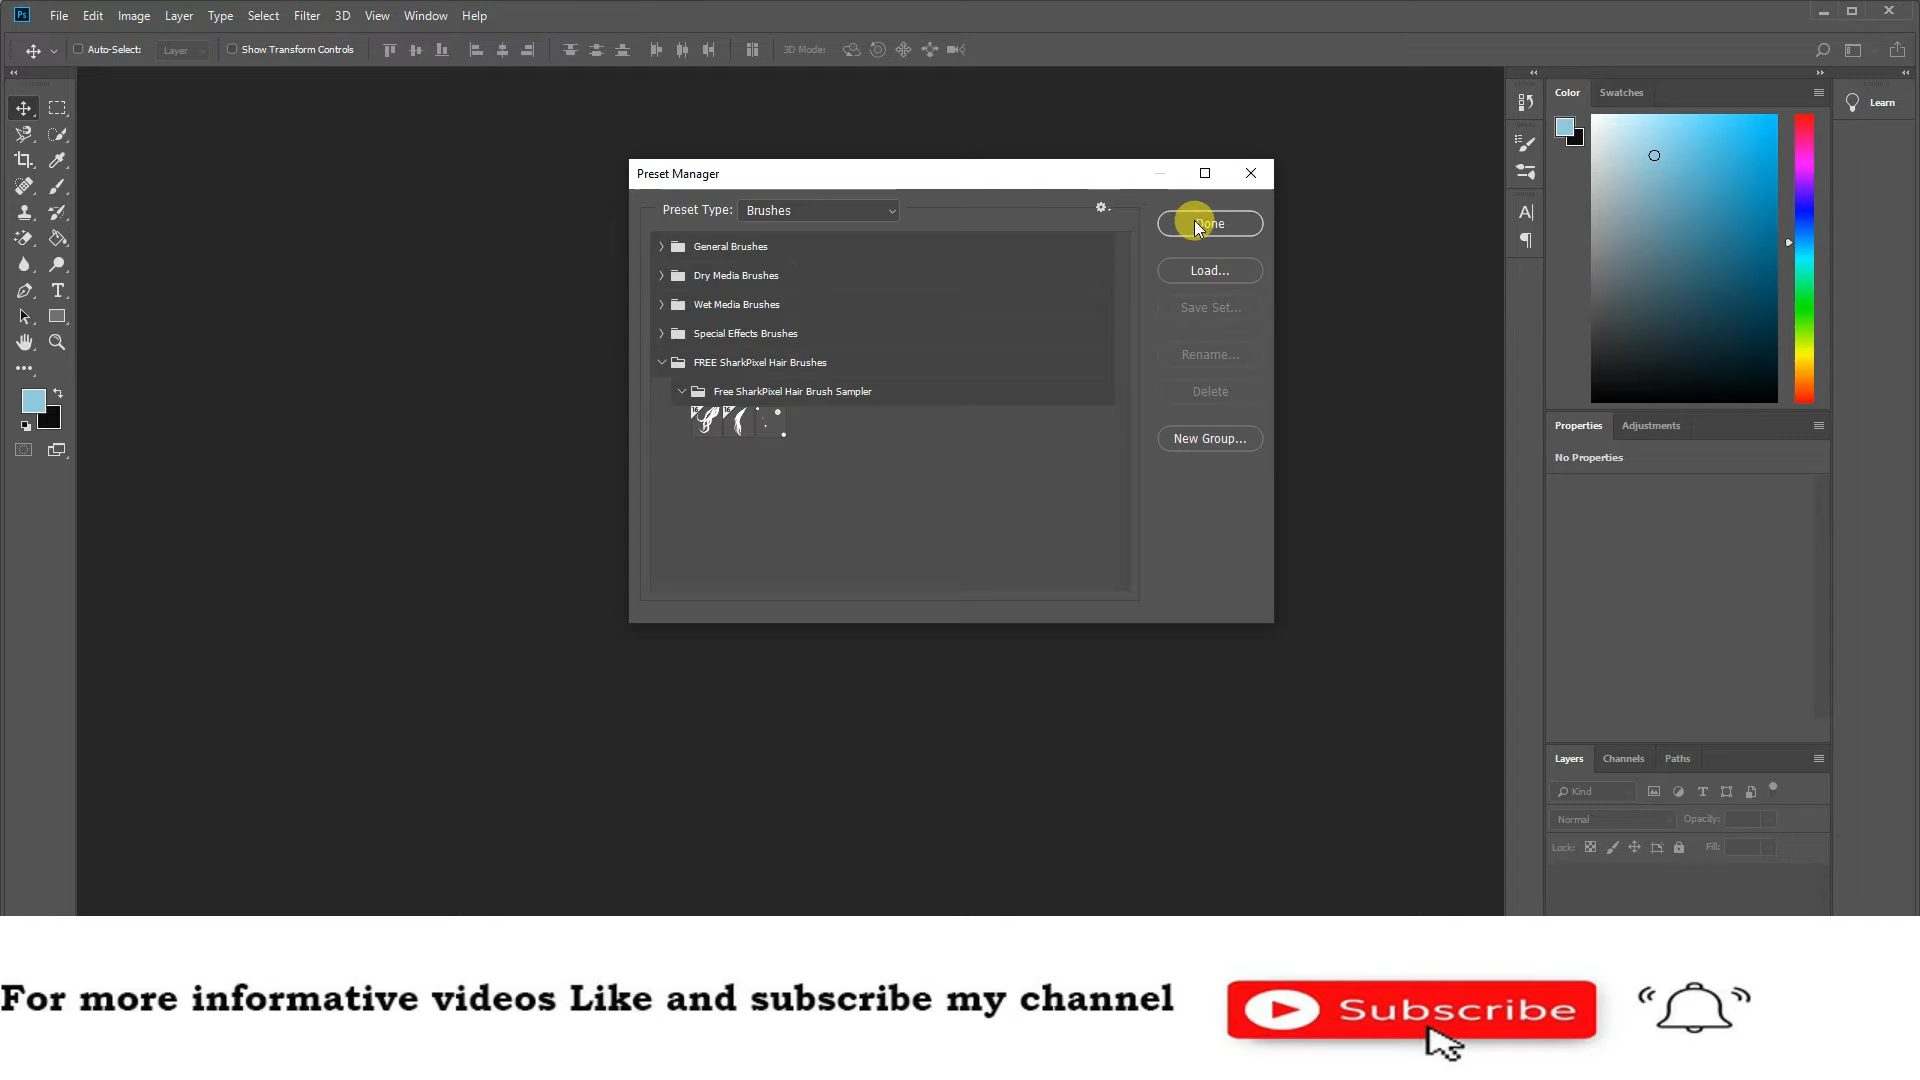 Ps File Edit Image Layer Type Select Filter 3D View Window Help
Auto-Select: Layer Show Transform Controls 3D Mode:
Color Swatches
Learn
Preset Manager
Preset Type: Brushes
Done
General Brushes
Dry Media Brushes
Load...
Wet Media Brushes
Save Set...
Special Effects Brushes
Rename...
FREE SharkPixel Hair Brushes
Free SharkPixel Hair Brush Sampler
Delete
New Group...
Properties Adjustments
No Properties
Layers Channels Paths
Kind
Normal Opacity:
Lock: Fill:
For more informative videos Like and subscribe my channel
Subscribe